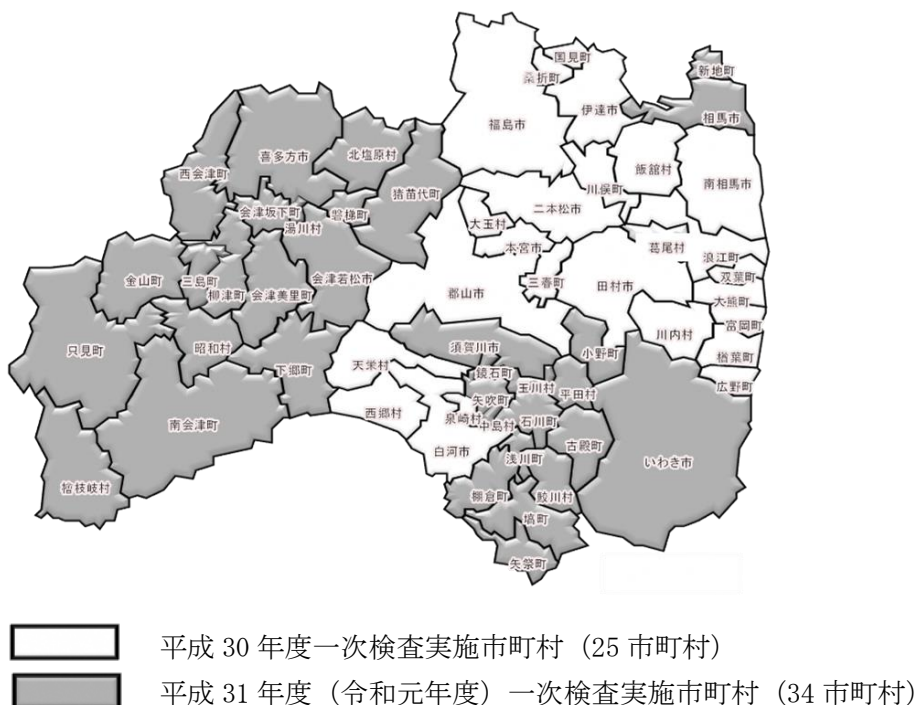 国見町
桑折町
新地町
伊達市
相馬市
福島市
喜多方市
北塩原村
西会津町
飯舘村
南相馬市
川俣町
猪苗代町
二本松市
会津坂下町
磐梯町
大玉村
湯川村
本宮市
葛尾村
浪江町
双葉町
金山町
三島町
会津若松市
三春町
田村市
柳津町
会津美里町
郡山市
大熊町
富岡町
川内村
只見町
昭和村
須賀川市
小野町
楢葉町
天栄村
下郷町
鏡石町
玉川村
平田村
広野町
矢吹町
西郷村
泉崎村
中島村
石川町
南会津町
白河市
古殿町
浅川町
いわき市
檜枝岐村
棚倉町
鮫川村
塙町
矢祭町
平成 30 年度一次検査実施市町村（25 市町村）
平成 31 年度（令和元年度）一次検査実施市町村（34 市町村）